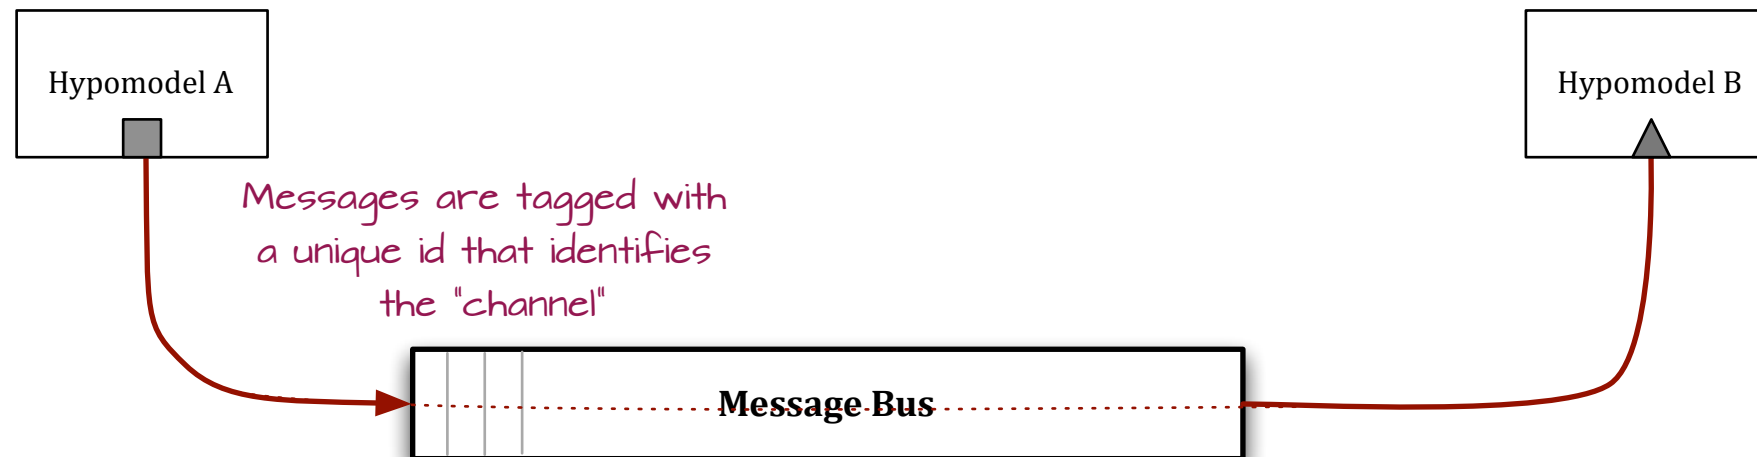 Hypomodel A
Hypomodel B
Messages are tagged with
a unique id that identifies
the "channel"
Message Bus